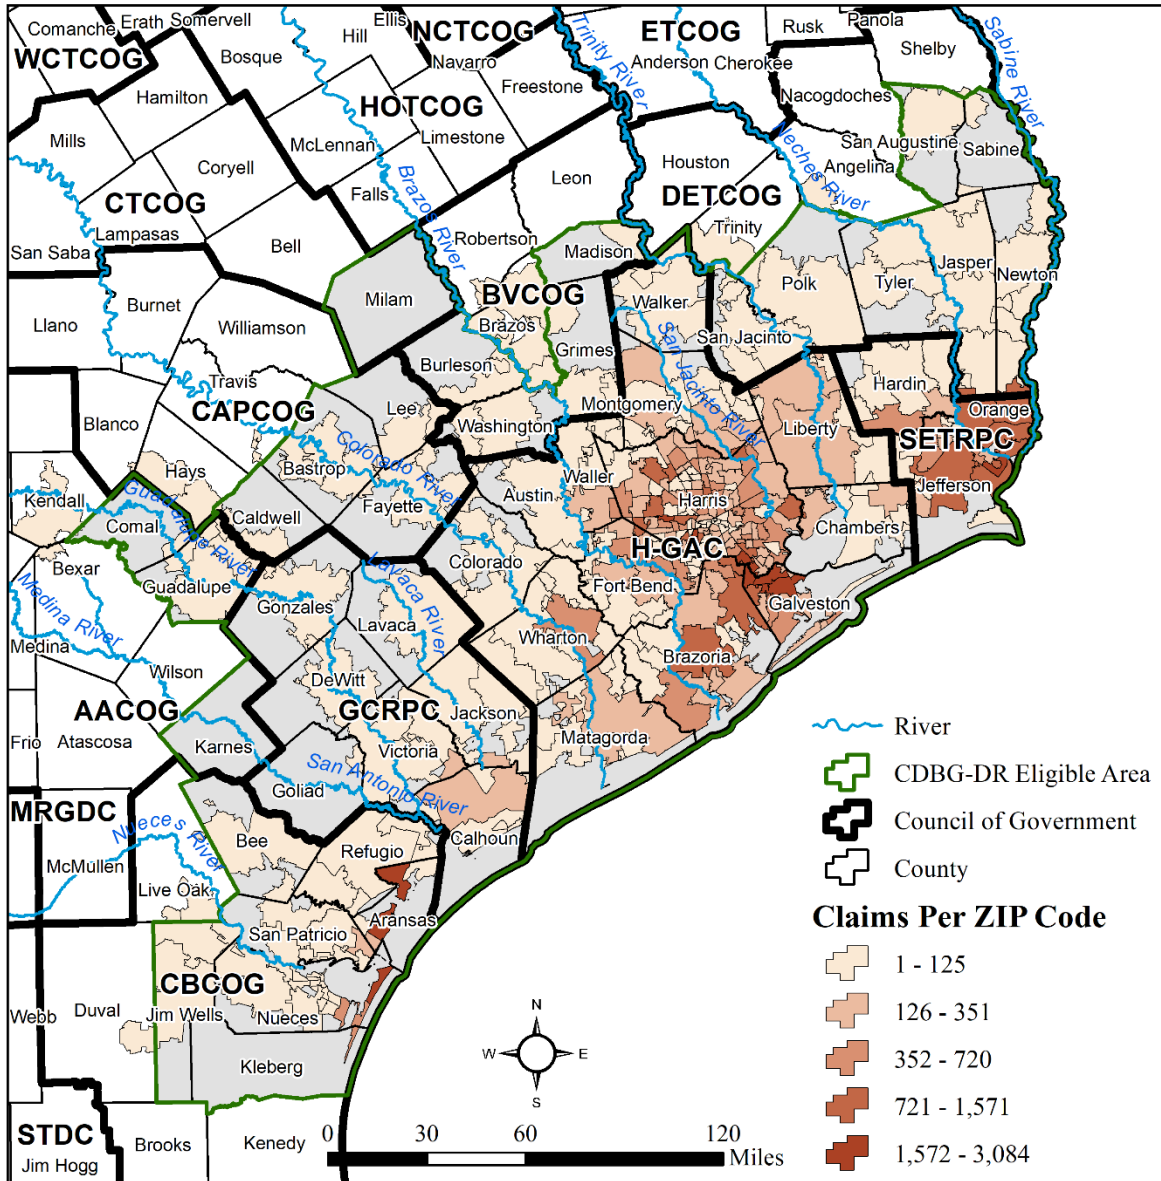 Comanche
Erath
Somervell
Bosque
Hill
Ellis
NCTCOG
Navarro
Trinity River
ETCOG
Anderson
Cherokee
Rusk
Panola
Shelby
Sabine River
WCTCOG
Hamilton
HOTCOG
Freestone
Nacogdoches
Mills
McLennan
Limestone
Neches River
San Augustine
Sabine
Coryell
Houston
Angelina
Falls
Brazos River
Leon
CTCOG
Lampasas
DETCOG
Trinity
San Saba
Bell
Robertson
Madison
Jasper
Newton
Burnet
Milam
BVCOG
Walker
Polk
Tyler
Llano
Williamson
Brazos
Grimes
San Jacinto
San Jacinto River
Burleson
Travis
CAPCOG
Lee
Hardin
Montgomery
Orange
Blanco
Washington
Liberty
SETRPC
Colorado River
Bastrop
Hays
Waller
Jefferson
Kendall
Guadalupe River
Fayette
Austin
Harris
Comal
Caldwell
Chambers
H-GAC
Bexar
Lavaca River
Colorado
Fort Bend
Guadalupe
Medina River
Gonzales
Galveston
Lavaca
Wharton
Medina
Brazoria
Wilson
DeWitt
AACOG
GCRPC
Jackson
Frio
Atascosa
Karnes
Victoria
Matagorda
San Antonio River
Goliad
MRGDC
Nueces River
Bee
Refugio
Calhoun
McMullen
Live Oak
Aransas
San Patricio
CBCOG
Webb
Duval
Jim Wells
Nueces
Kleberg
STDC
Jim Hogg
Brooks
Kenedy
N
W
E
S
0 30 60 120
Miles
River
CDBG-DR Eligible Area
Council of Government
County
Claims Per ZIP Code
1 - 125
126 - 351
352 - 720
721 - 1,571
1,572 - 3,084